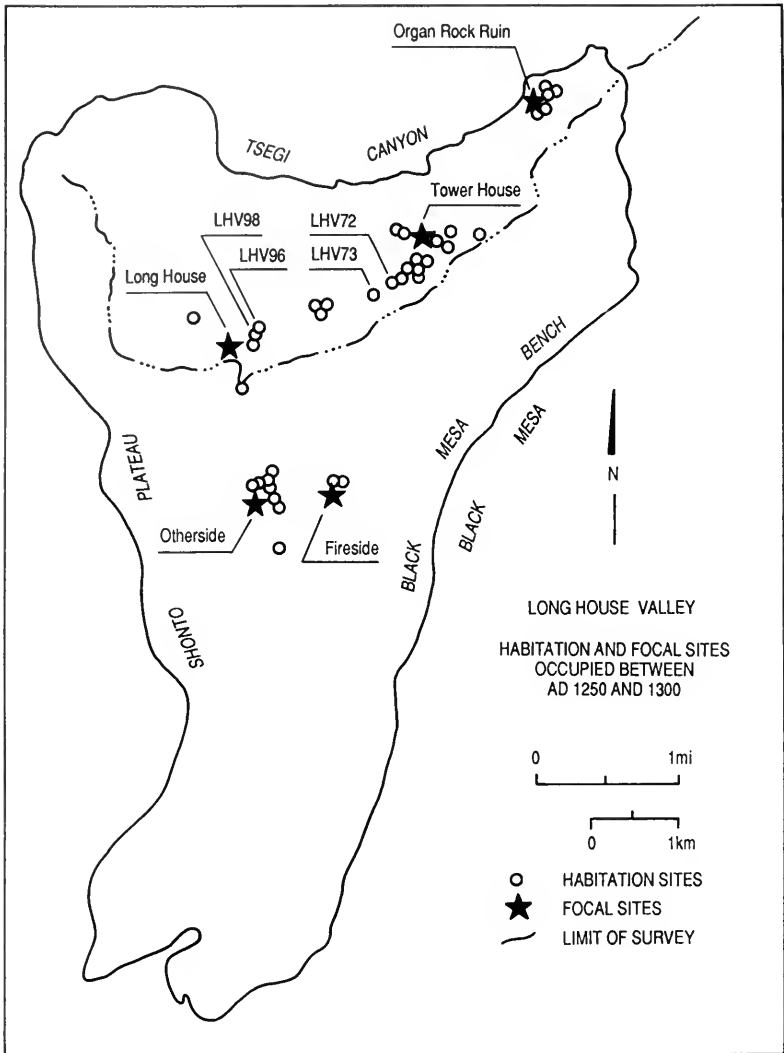 Organ Rock Ruin
TSEGI
CANYON
Tower House
LHV98
LHV72
LHV96
LHV73
Long House
BENCH
MESA
MESA
PLATEAU
N
BLACK
BLACK
Otherside
Fireside
SHONTO
LONG HOUSE VALLEY
HABITATION AND FOCAL SITES
OCCUPIED BETWEEN
AD 1250 AND 1300
0 1mi
0 1km
HABITATION SITES
FOCAL SITES
LIMIT OF SURVEY